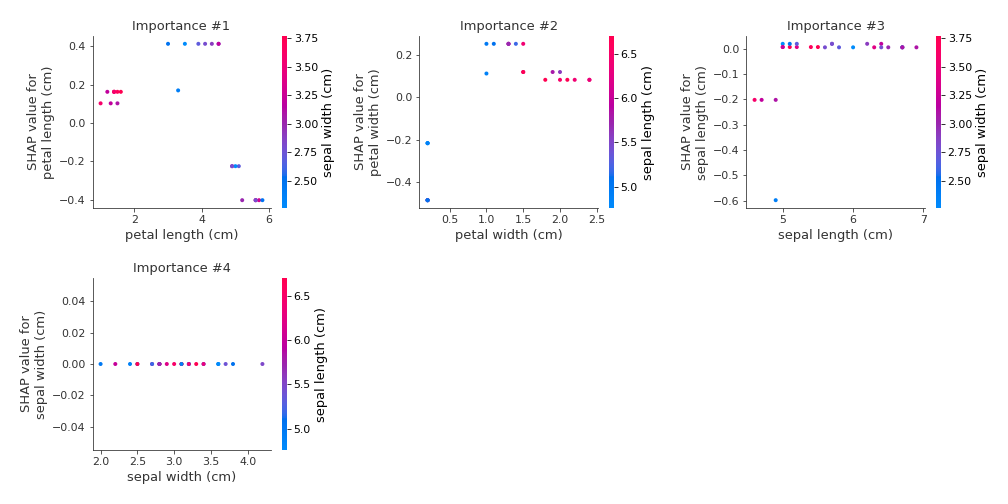 Importance #1
0.4
0.2
0.0
−0.2
−0.4
SHAP value for
petal length (cm)
2
4
6
petal length (cm)
3.75
3.50
3.25
3.00
2.75
2.50
sepal width (cm)
Importance #2
0.2
0.0
−0.2
−0.4
SHAP value for
petal width (cm)
0.5
1.0
1.5
2.0
2.5
petal width (cm)
6.5
6.0
5.5
5.0
sepal length (cm)
Importance #3
0.0
−0.1
−0.2
−0.3
−0.4
−0.5
−0.6
SHAP value for
sepal length (cm)
5
6
7
sepal length (cm)
3.75
3.50
3.25
3.00
2.75
2.50
sepal width (cm)
Importance #4
0.04
0.02
0.00
−0.02
−0.04
SHAP value for
sepal width (cm)
2.0
2.5
3.0
3.5
4.0
sepal width (cm)
6.5
6.0
5.5
5.0
sepal length (cm)